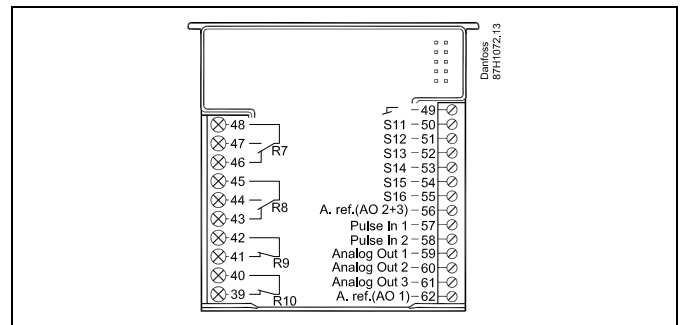 Danfoss
87H1072.13
48
47
46
R7
45
44
43
R8
42
41
R9
40
39
R10
49
S11 - 50
S12 - 51
S13 - 52
S14 - 53
S15 - 54
S16 - 55
A. ref.(AO 2+3) - 56
Pulse In 1 - 57
Pulse In 2 - 58
Analog Out 1 - 59
Analog Out 2 - 60
Analog Out 3 - 61
A. ref.(AO 1) - 62